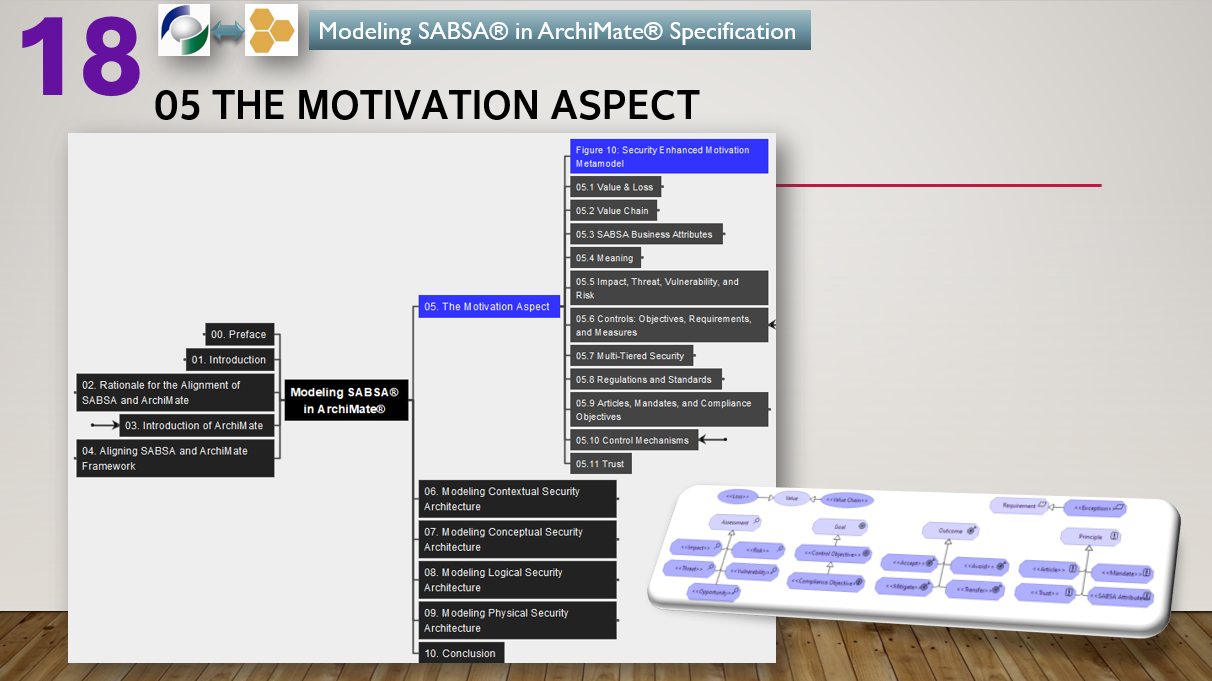 18
Modeling SABSA® in ArchiMate® Specification
05 THE MOTIVATION ASPECT
Figure 10: Security Enhanced Motivation
Metamodel
05.1 Value & Loss
05.2 Value Chain
05.3 SABSA Business Attributes
05.4 Meaning
05.5 Impact, Threat, Vulnerability, and
Risk
05.6 Controls: Objectives, Requirements,
and Measures
05.7 Multi-Tiered Security
05.8 Regulations and Standards
05.9 Articles, Mandates, and Compliance
Objectives
05.10 Control Mechanisms
05.11 Trust
05. The Motivation Aspect
00. Preface
01. Introduction
02. Rationale for the Alignment of
SABSA and ArchiMate
03. Introduction of ArchiMate
04. Aligning SABSA and ArchiMate
Framework
Modeling SABSA®
in ArchiMate®
06. Modeling Contextual Security
Architecture
07. Modeling Conceptual Security
Architecture
08. Modeling Logical Security
Architecture
09. Modeling Physical Security
Architecture
10. Conclusion
<<Loss>>
Value
<<Value Chain>>
Requirement
<<Exception>>
Assessment
Goal
Outcome
Principle
<<Impact>>
<<Risk>>
<<Control Objective>>
<<Accept>>
<<Avoid>>
<<Article>>
<<Mandate>>
<<Threat>>
<<Vulnerability>>
<<Compliance Objective>>
<<Mitigate>>
<<Transfer>>
<<Trust>>
<<SABSA Attribute>>
<<Opportunity>>